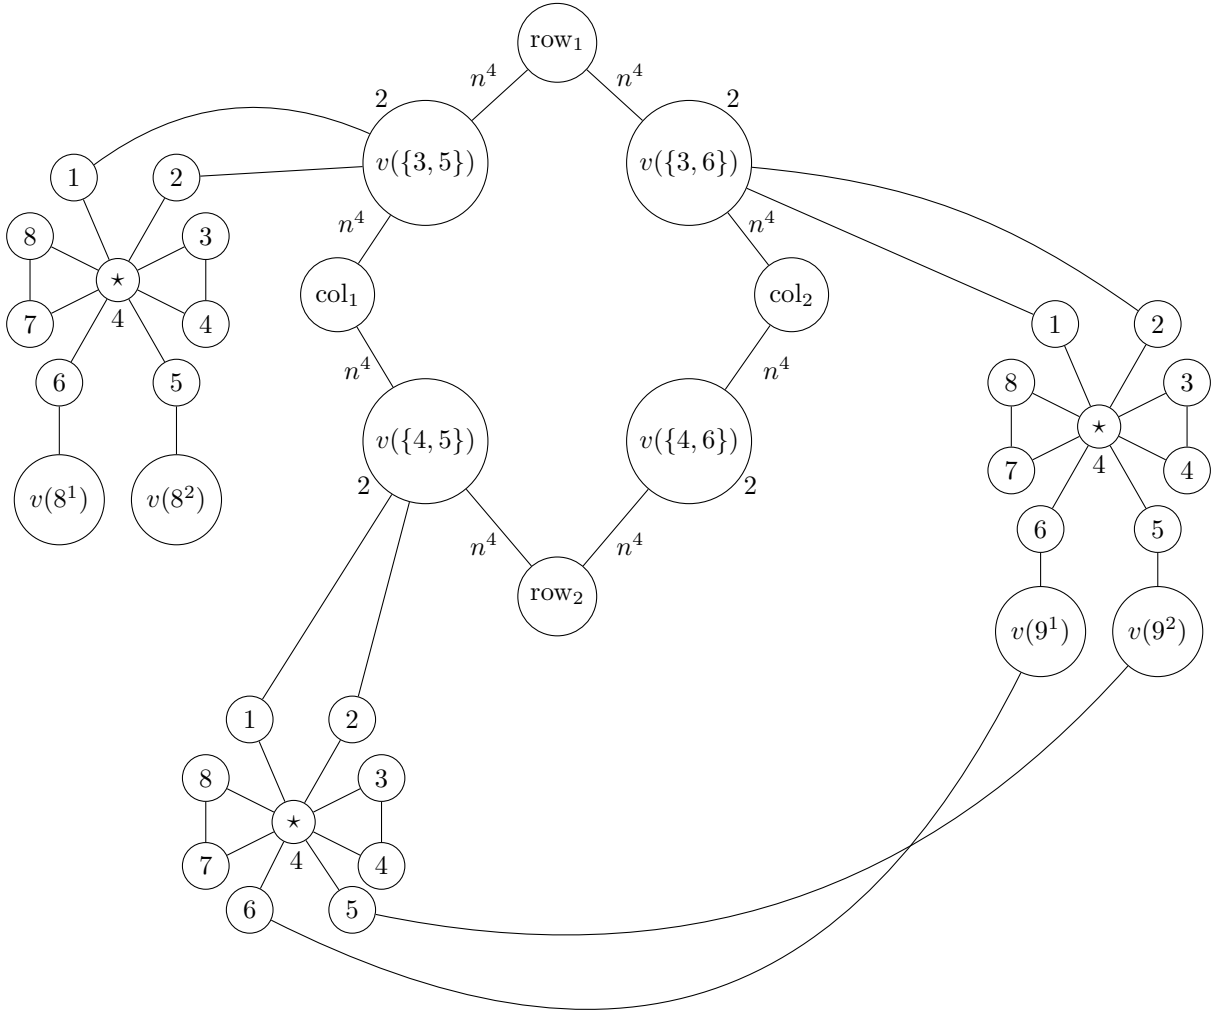 row₁
n⁴ n⁴
2 2
v({3, 5}) v({3, 6})
1 2
n⁴ n⁴
8 3
⋆
7 4 4
col₁ col₂
1 2
n⁴ n⁴
6 5
8 3
⋆
7 4 4
v({4, 5}) v({4, 6})
2 2
v(8¹) v(8²)
6 5
n⁴ n⁴
row₂
v(9¹) v(9²)
1 2
8 3
⋆
7 4 4
6 5